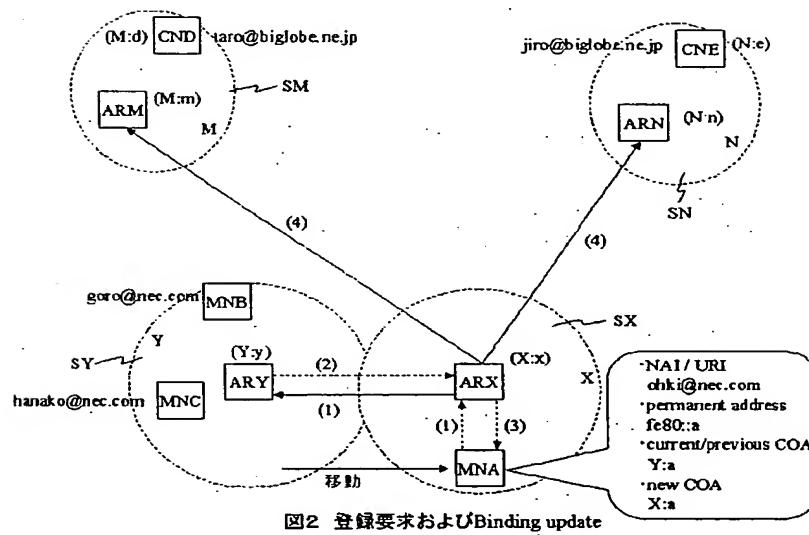 (M:d) CND taro@biglobe.ne.jp
SM
ARM (M:m)
M
jiro@biglobe.ne.jp CNE (N:e)
ARN (N:n)
N
SN
(4)
(4)
goro@nec.com MNB
SX
Y
SY
(Y:y)
ARY
(2)
(1)
ARX
(X:x)
X
hanako@nec.com MNC
(1) (3)
移動
MNA
・NAI / URI
ohki@nec.com
・permanent address
fe80::a
・current/previous COA
Y:a
・new COA
X:a
図2 登録要求およびBinding update